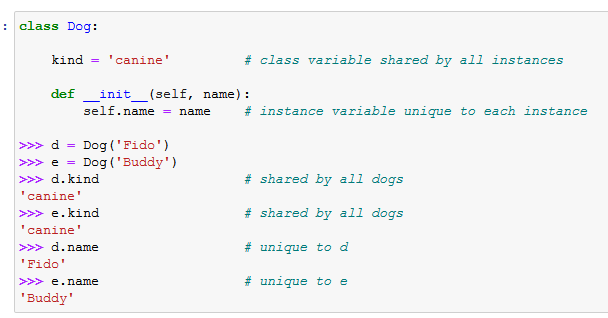 : class Dog:
    kind = 'canine'         # class variable shared by all instances
    def __init__(self, name):
        self.name = name    # instance variable unique to each instance
>>> d = Dog('Fido')
>>> e = Dog('Buddy')
>>> d.kind                  # shared by all dogs
'canine'
>>> e.kind                  # shared by all dogs
'canine'
>>> d.name                  # unique to d
'Fido'
>>> e.name                  # unique to e
'Buddy'